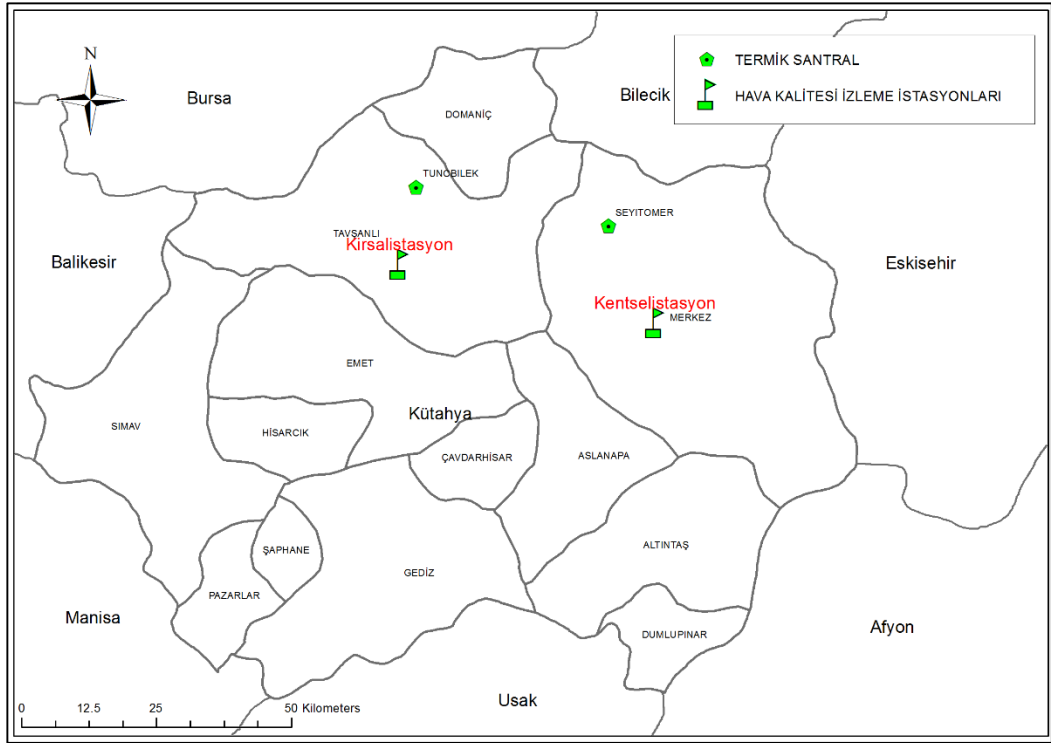 N
TERMİK SANTRAL
HAVA KALİTESİ İZLEME İSTASYONLARI
Bursa
Bilecik
DOMANİÇ
TUNCBILEK
SEYITOMER
TAVŞANLI
Kirsalistasyon
Balikesir
Eskisehir
Kentselistasyon
MERKEZ
EMET
Kütahya
SIMAV
HİSARCIK
ÇAVDARHİSAR
ASLANAPA
ŞAPHANE
ALTINTAŞ
GEDİZ
PAZARLAR
Manisa
Afyon
DUMLUPINAR
Usak
0 12.5 25 50 Kilometers